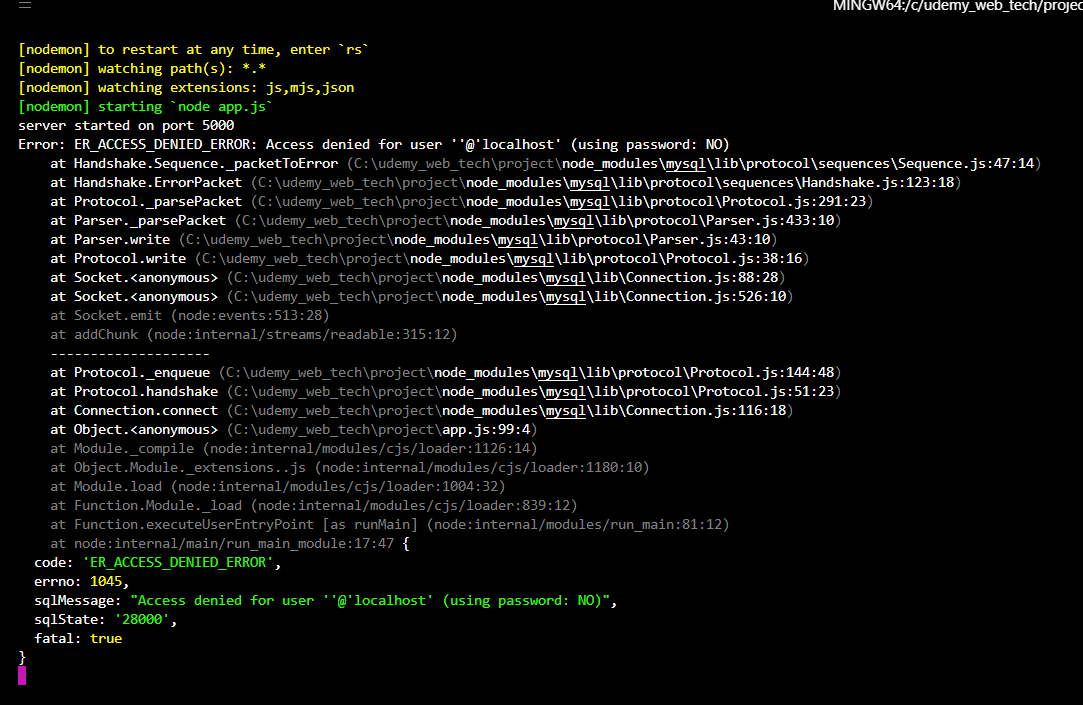 MINGW64:/c/udemy_web_tech/projec
[nodemon] to restart at any time, enter `rs`
[nodemon] watching path(s): *.*
[nodemon] watching extensions: js,mjs,json
[nodemon] starting `node app.js`
server started on port 5000
Error: ER_ACCESS_DENIED_ERROR: Access denied for user ''@'localhost' (using password: NO)
    at Handshake.Sequence._packetToError (C:\udemy_web_tech\project\node_modules\mysql\lib\protocol\sequences\Sequence.js:47:14)
    at Handshake.ErrorPacket (C:\udemy_web_tech\project\node_modules\mysql\lib\protocol\sequences\Handshake.js:123:18)
    at Protocol._parsePacket (C:\udemy_web_tech\project\node_modules\mysql\lib\protocol\Protocol.js:291:23)
    at Parser._parsePacket (C:\udemy_web_tech\project\node_modules\mysql\lib\protocol\Parser.js:433:10)
    at Parser.write (C:\udemy_web_tech\project\node_modules\mysql\lib\protocol\Parser.js:43:10)
    at Protocol.write (C:\udemy_web_tech\project\node_modules\mysql\lib\protocol\Protocol.js:38:16)
    at Socket.<anonymous> (C:\udemy_web_tech\project\node_modules\mysql\lib\Connection.js:88:28)
    at Socket.<anonymous> (C:\udemy_web_tech\project\node_modules\mysql\lib\Connection.js:526:10)
    at Socket.emit (node:events:513:28)
    at addChunk (node:internal/streams/readable:315:12)
    --------------------
    at Protocol._enqueue (C:\udemy_web_tech\project\node_modules\mysql\lib\protocol\Protocol.js:144:48)
    at Protocol.handshake (C:\udemy_web_tech\project\node_modules\mysql\lib\protocol\Protocol.js:51:23)
    at Connection.connect (C:\udemy_web_tech\project\node_modules\mysql\lib\Connection.js:116:18)
    at Object.<anonymous> (C:\udemy_web_tech\project\app.js:99:4)
    at Module._compile (node:internal/modules/cjs/loader:1126:14)
    at Object.Module._extensions..js (node:internal/modules/cjs/loader:1180:10)
    at Module.load (node:internal/modules/cjs/loader:1004:32)
    at Function.Module._load (node:internal/modules/cjs/loader:839:12)
    at Function.executeUserEntryPoint [as runMain] (node:internal/modules/run_main:81:12)
    at node:internal/main/run_main_module:17:47 {
  code: 'ER_ACCESS_DENIED_ERROR',
  errno: 1045,
  sqlMessage: "Access denied for user ''@'localhost' (using password: NO)",
  sqlState: '28000',
  fatal: true
}